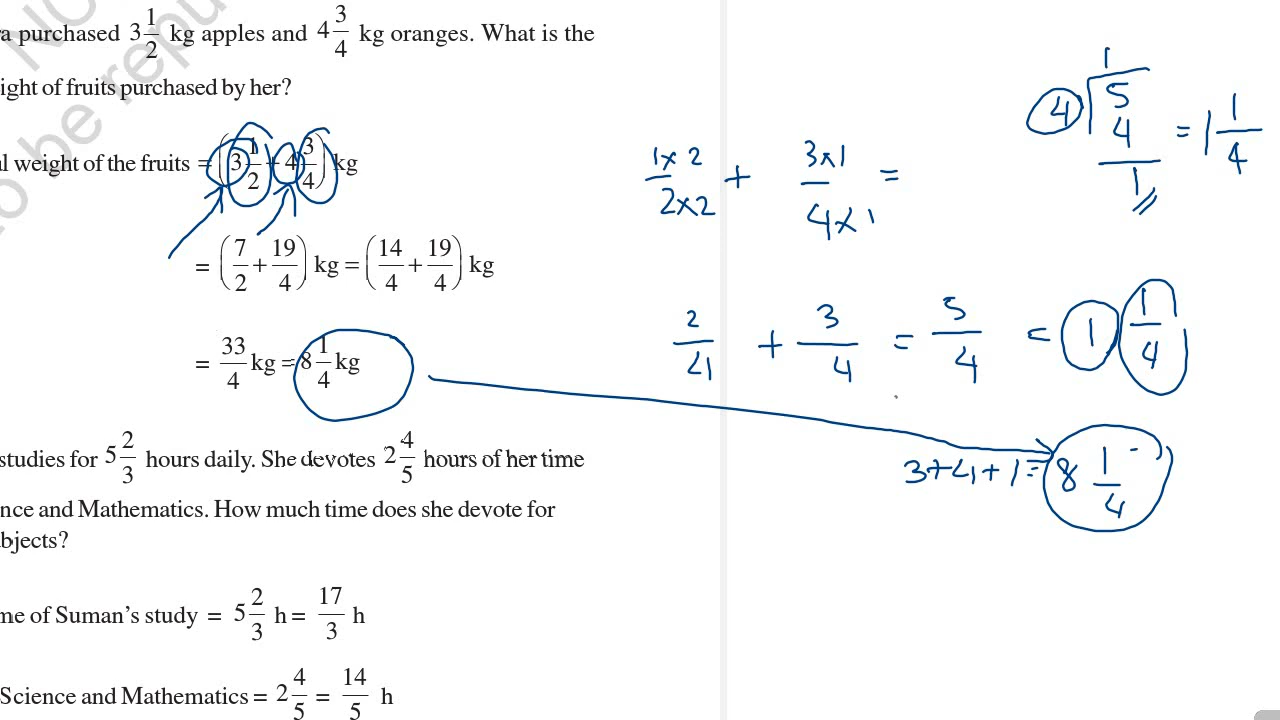 a purchased 3 1/2 kg apples and 4 3/4 kg oranges. What is the
ight of fruits purchased by her?
l weight of the fruits = (3 1/2 + 4 3/4) kg
= (7/2 + 19/4) kg = (14/4 + 19/4) kg
= 33/4 kg = 8 1/4 kg
studies for 5 2/3 hours daily. She devotes 2 4/5 hours of her time
nce and Mathematics. How much time does she devote for
bjects?
me of Suman's study = 5 2/3 h = 17/3 h
Science and Mathematics = 2 4/5 = 14/5 h
1×2/2×2 + 3×1/4×1 =
1
4 5
4 = 1 1/4
1
2/4 + 3/4 = 5/4 = 1 1/4
3+4+1= 8 1/4
to be repu